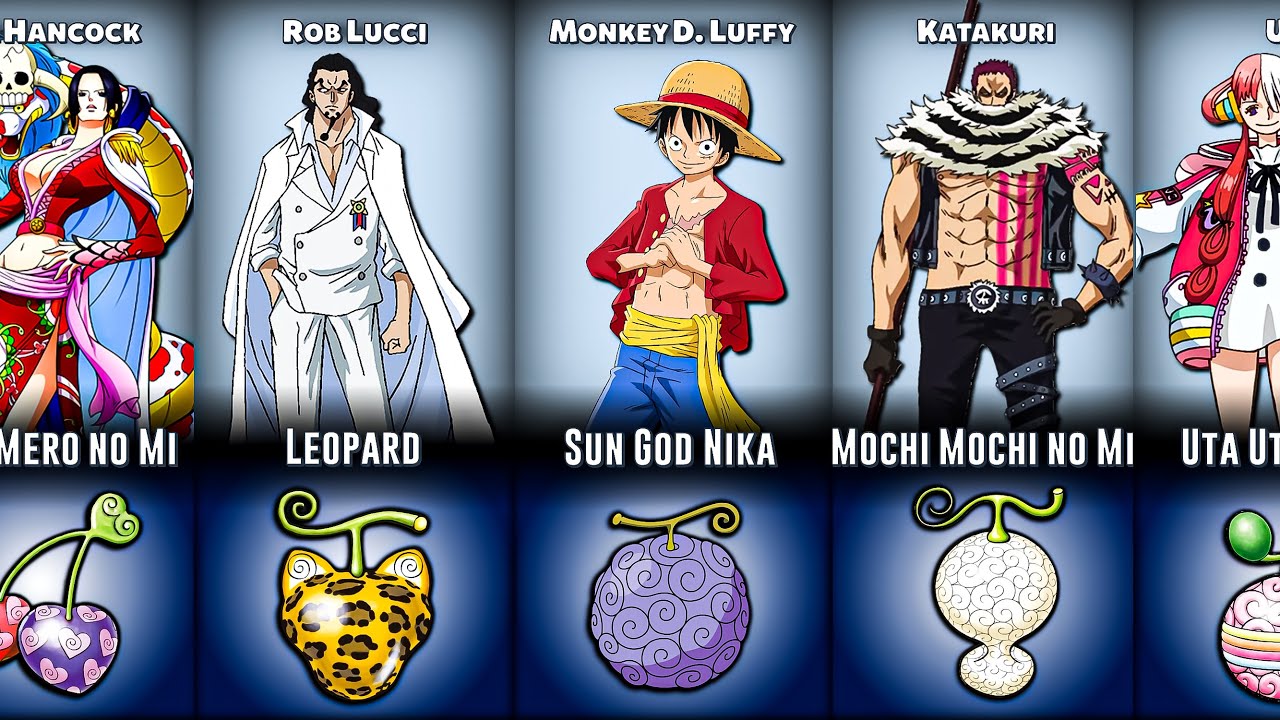 Hancock
Rob Lucci
Monkey D. Luffy
Katakuri
U
Mero no Mi
Leopard
Sun God Nika
Mochi Mochi no Mi
Uta Ut